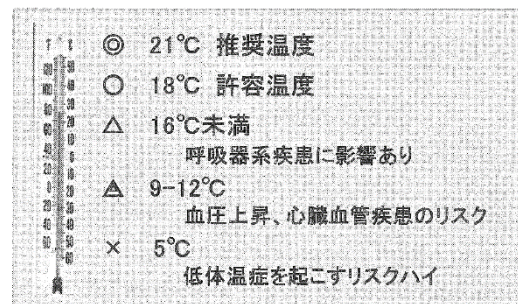 ◎ 21℃ 推奨温度
○ 18℃ 許容温度
△ 16℃未満
呼吸器系疾患に影響あり
9-12℃
血圧上昇、心臓血管疾患のリスク
× 5℃
低体温症を起こすリスクハイ